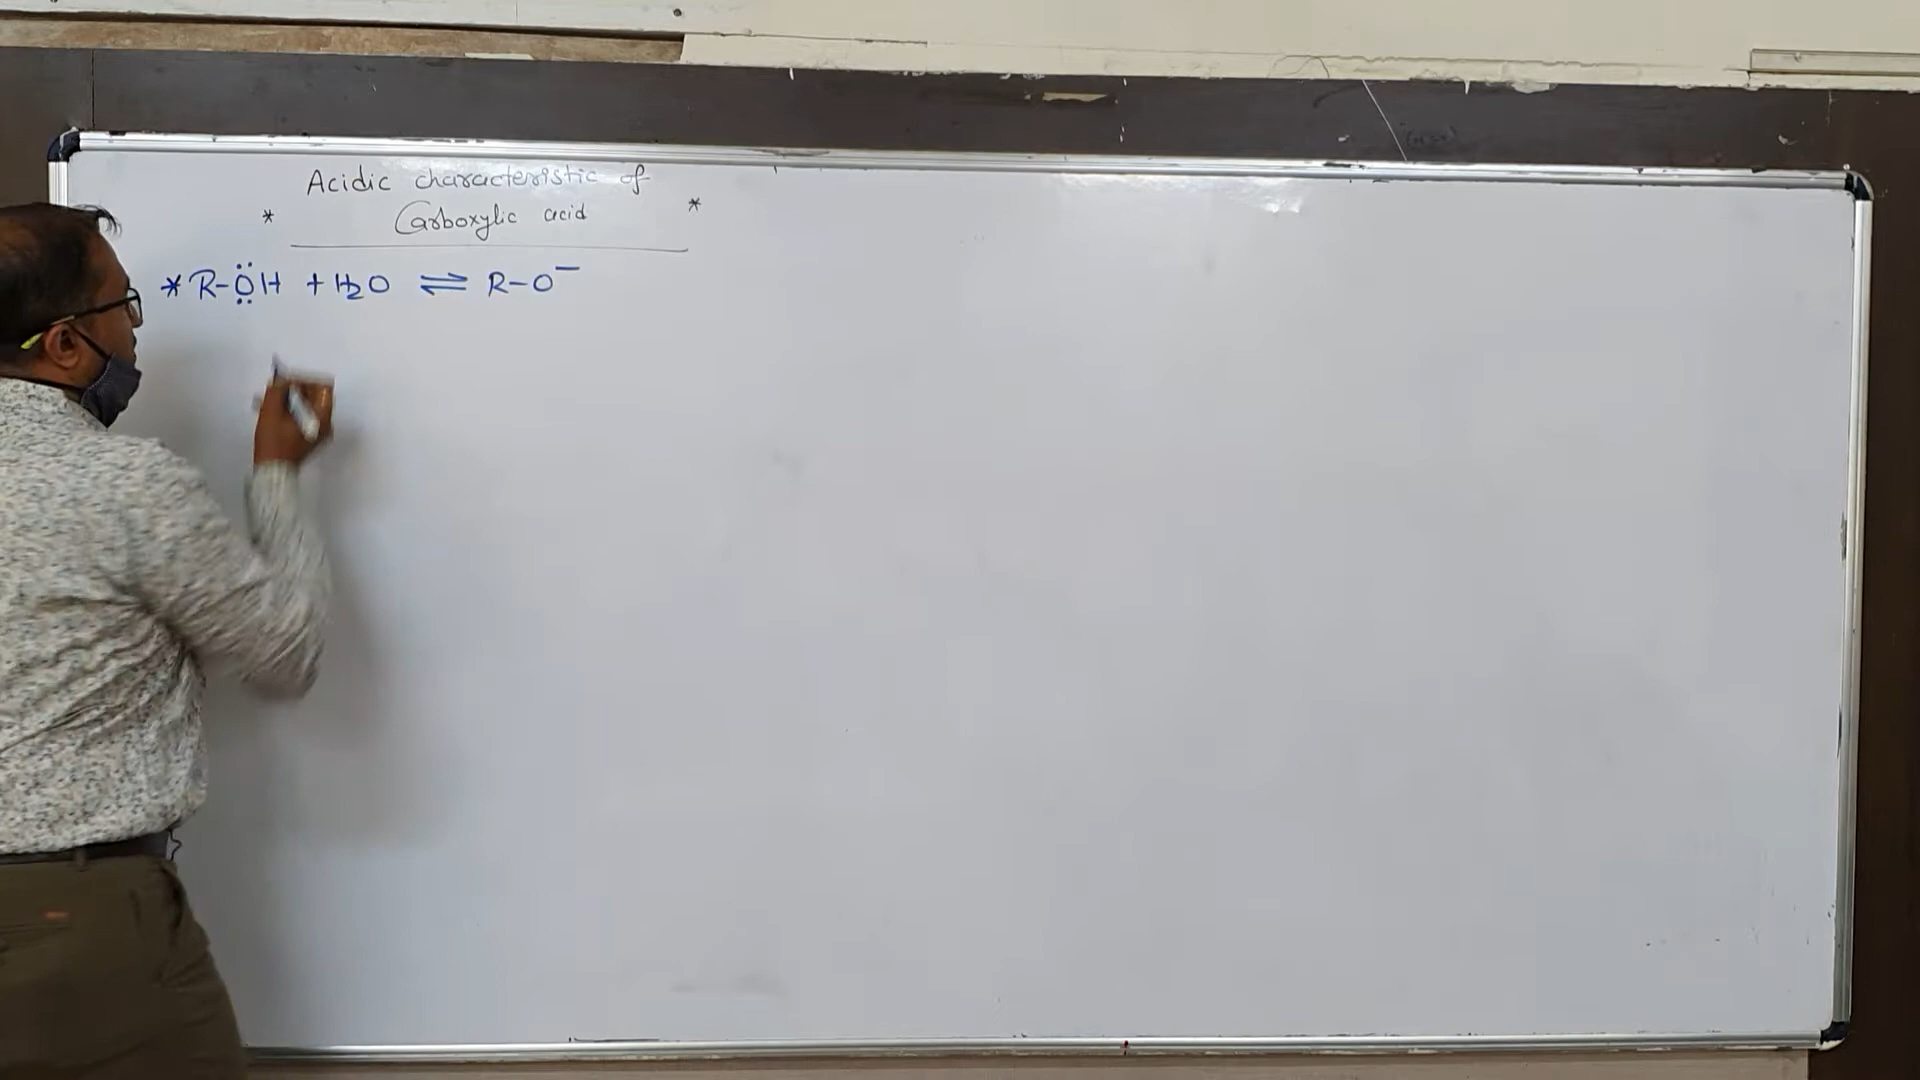 Acidic characteristic of
* Carboxylic acid *
* R-ÖH + H2O ⇌ R-O⁻